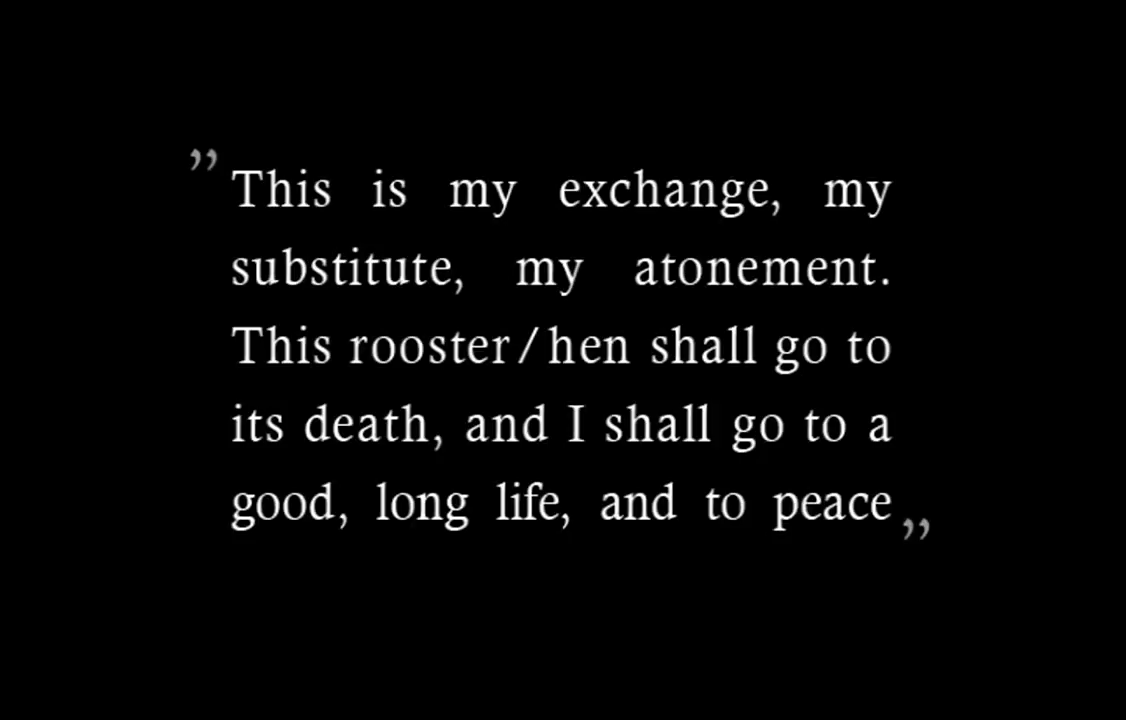 ”This is my exchange, my
substitute, my atonement.
This rooster/hen shall go to
its death, and I shall go to a
good, long life, and to peace”